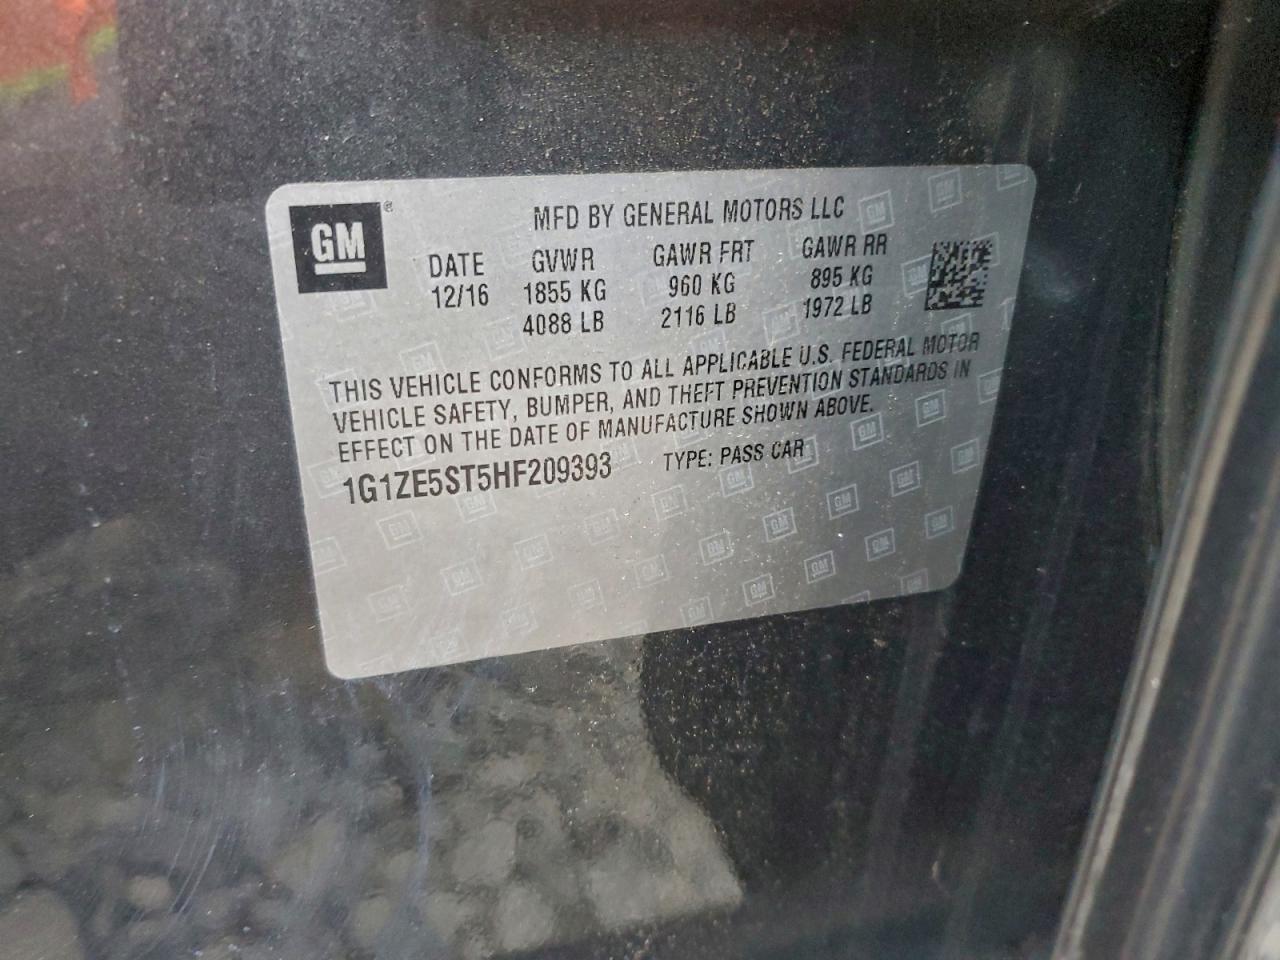 GM®
MFD BY GENERAL MOTORS LLC
DATE GVWR GAWR FRT GAWR RR
12/16 1855 KG 960 KG 895 KG
4088 LB 2116 LB 1972 LB
THIS VEHICLE CONFORMS TO ALL APPLICABLE U.S. FEDERAL MOTOR
VEHICLE SAFETY, BUMPER, AND THEFT PREVENTION STANDARDS IN
EFFECT ON THE DATE OF MANUFACTURE SHOWN ABOVE.
1G1ZE5ST5HF209393 TYPE: PASS CAR